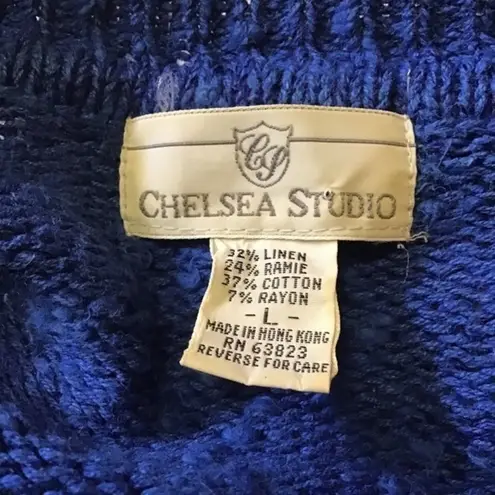 CS
CHELSEA STUDIO
32% LINEN
24% RAMIE
37% COTTON
7% RAYON
- L -
MADE IN HONG KONG
RN 63823
REVERSE FOR CARE